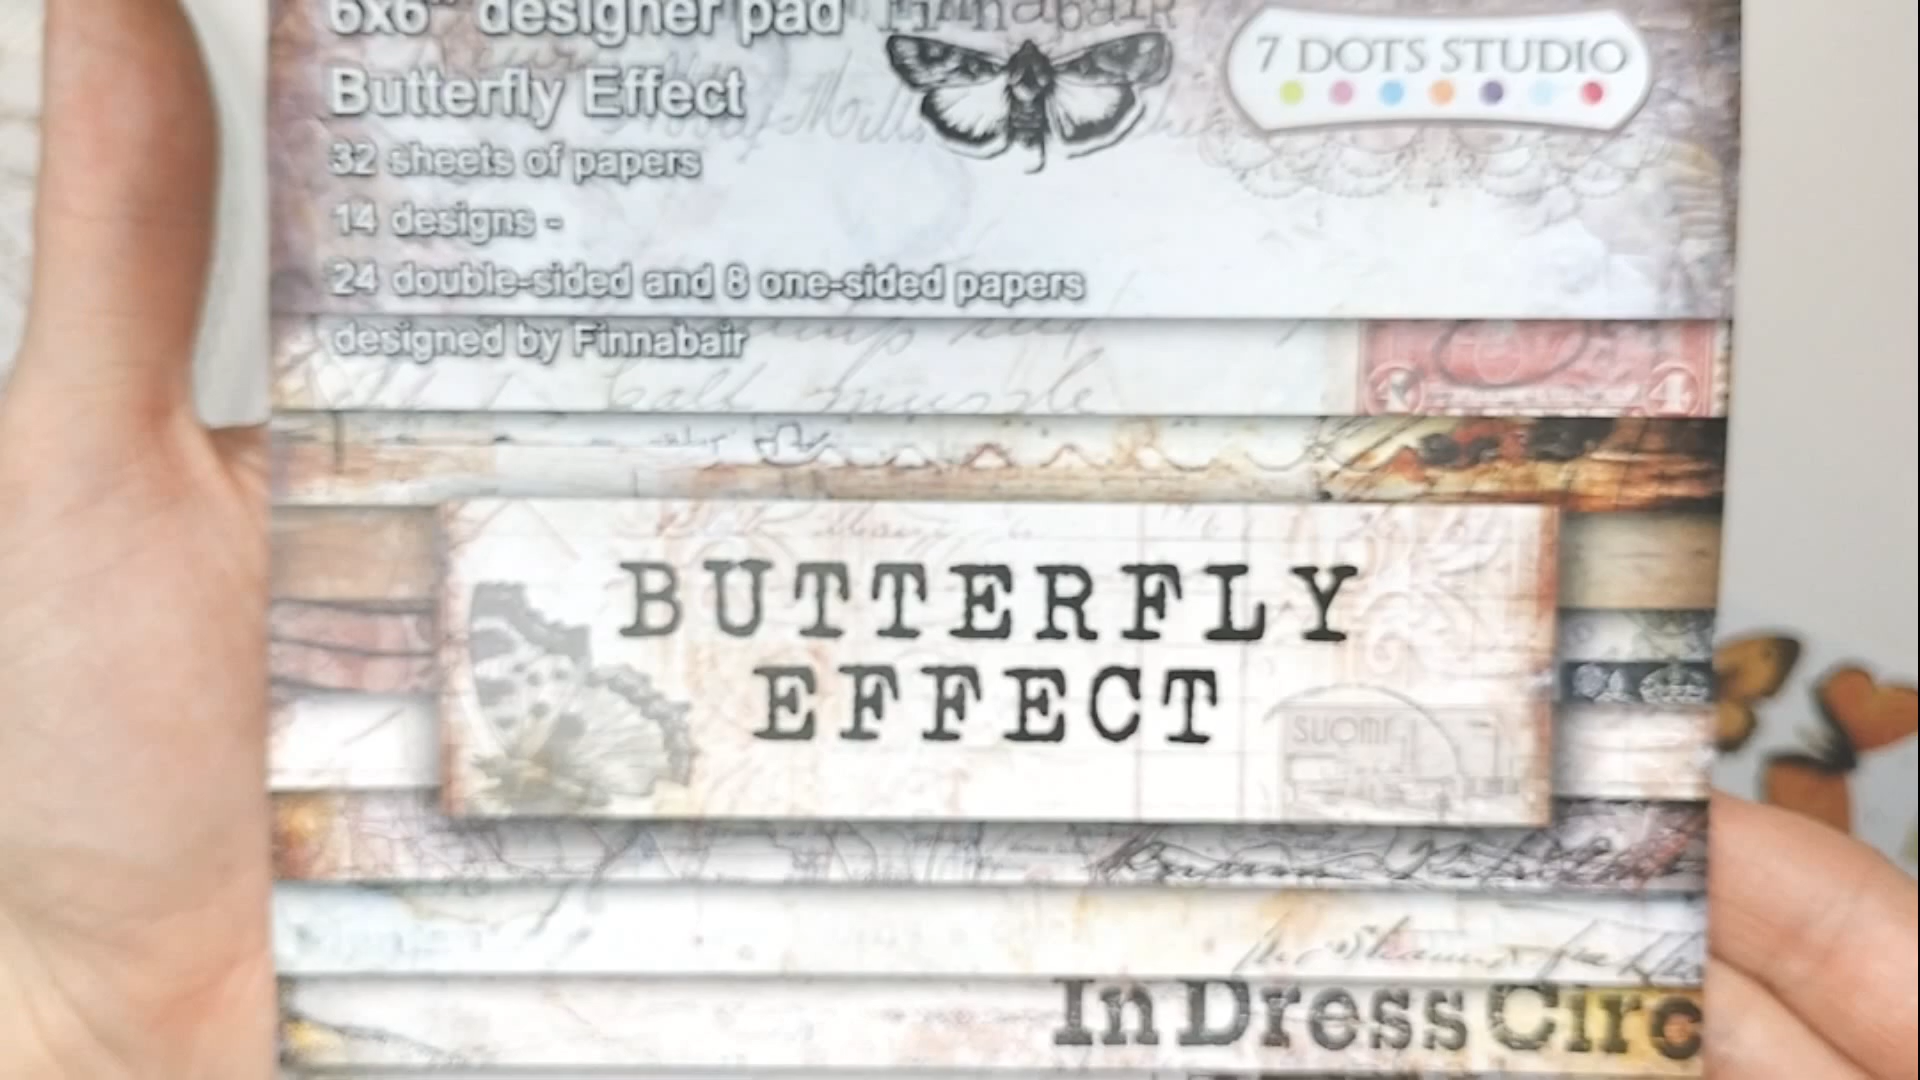 6x6" designer pad
Finnabair
7 DOTS STUDIO
Butterfly Effect
32 sheets of papers
14 designs -
24 double-sided and 8 one-sided papers
designed by Finnabair
BUTTERFLY
EFFECT
SUOMI
In Dress Circ